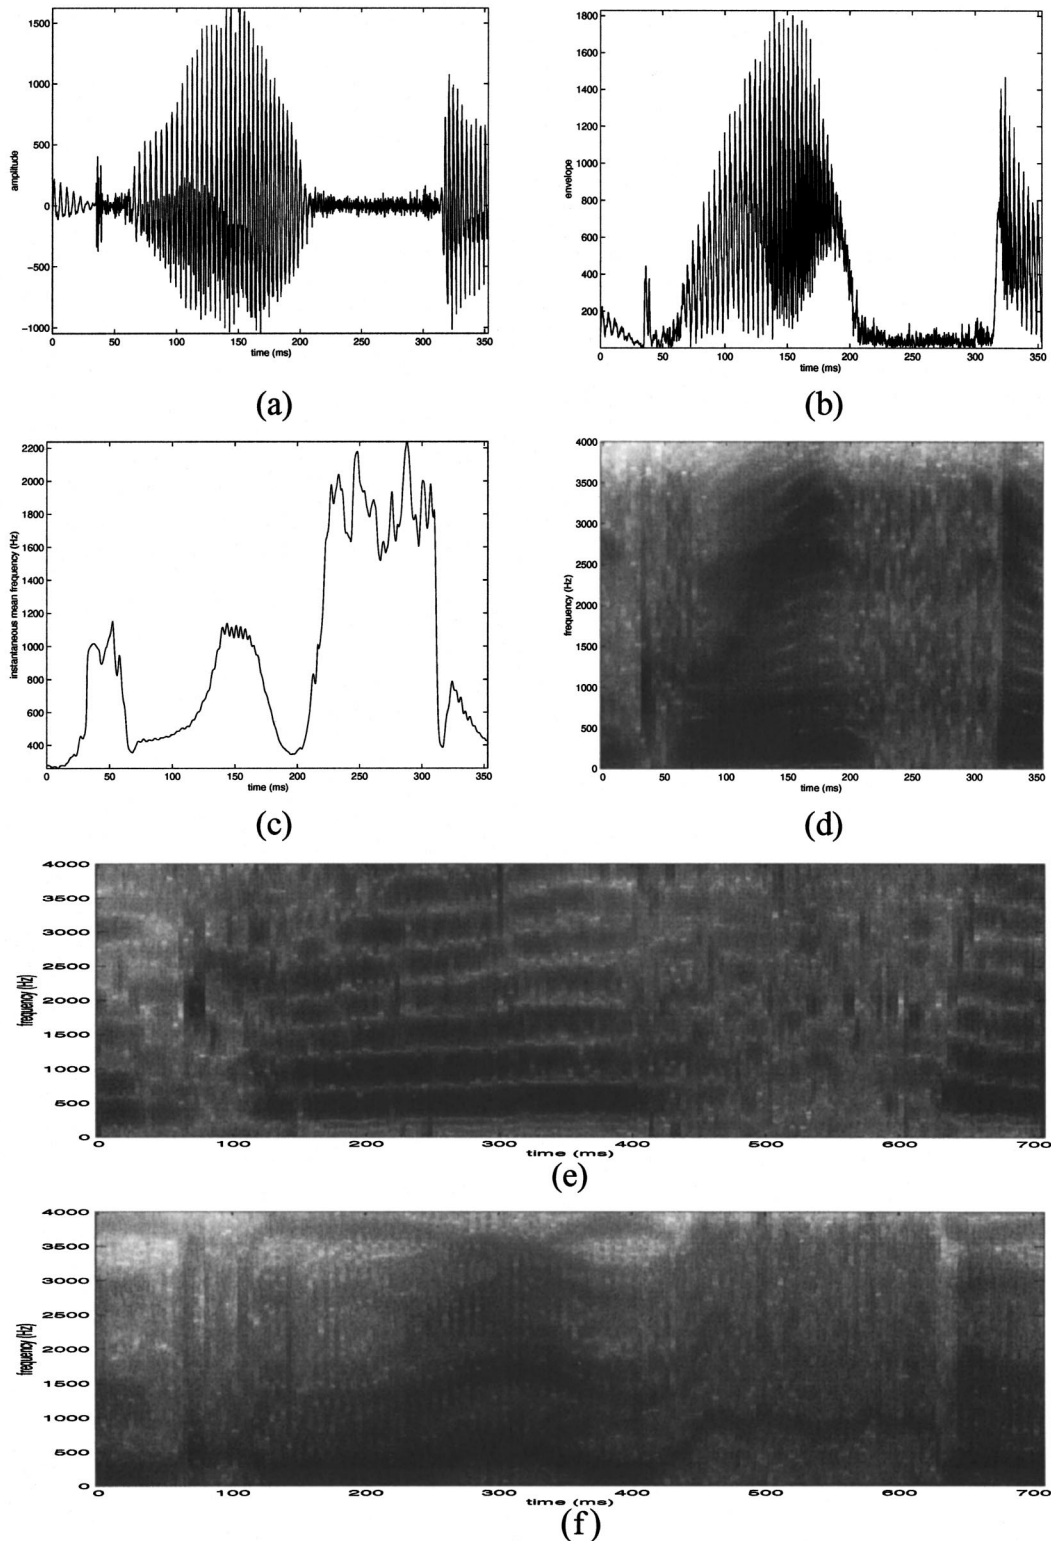 1500
1000
500
0
−500
−1000
amplitude
0 50 100 150 200 250 300 350
time (ms)
(a)
1800
1600
1400
1200
1000
800
600
400
200
envelope
0 50 100 150 200 250 300 350
time (ms)
(b)
2200
2000
1800
1600
1400
1200
1000
800
600
400
instantaneous mean frequency (Hz)
0 50 100 150 200 250 300 350
time (ms)
(c)
4000
3500
3000
2500
2000
1500
1000
500
0
frequency (Hz)
0 50 100 150 200 250 300 350
time (ms)
(d)
4000
3500
3000
2500
2000
1500
1000
500
0
frequency (Hz)
0 100 200 300 400 500 600 700
time (ms)
(e)
4000
3500
3000
2500
2000
1500
1000
500
0
frequency (Hz)
0 100 200 300 400 500 600 700
time (ms)
(f)